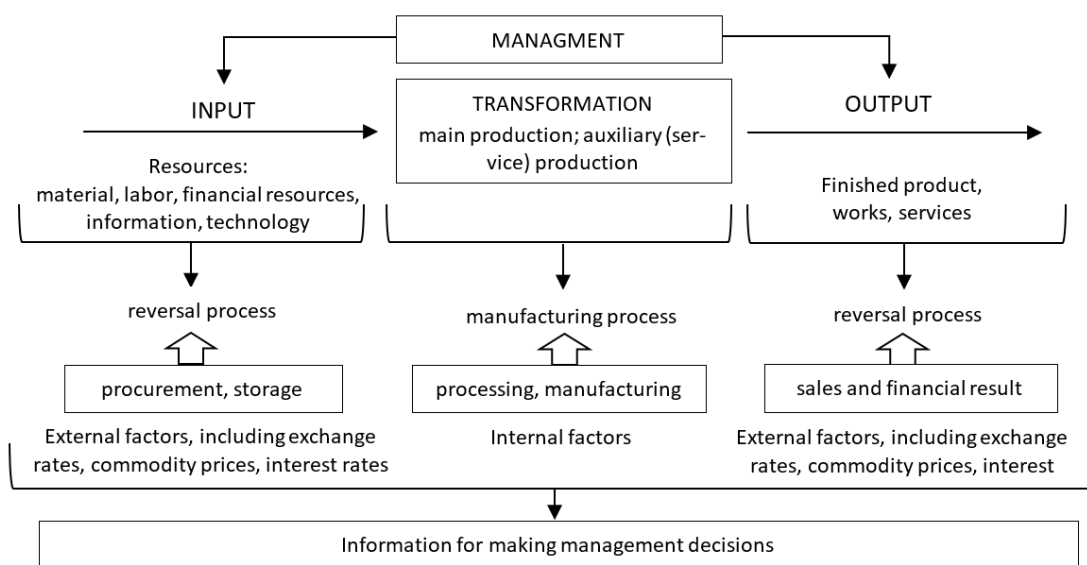 MANAGMENT
INPUT
TRANSFORMATION
main production; auxiliary (ser-
vice) production
OUTPUT
Resources:
material, labor, financial resources,
information, technology
Finished product,
works, services
reversal process
manufacturing process
reversal process
procurement, storage
processing, manufacturing
sales and financial result
External factors, including exchange
rates, commodity prices, interest rates
Internal factors
External factors, including exchange
rates, commodity prices, interest
Information for making management decisions